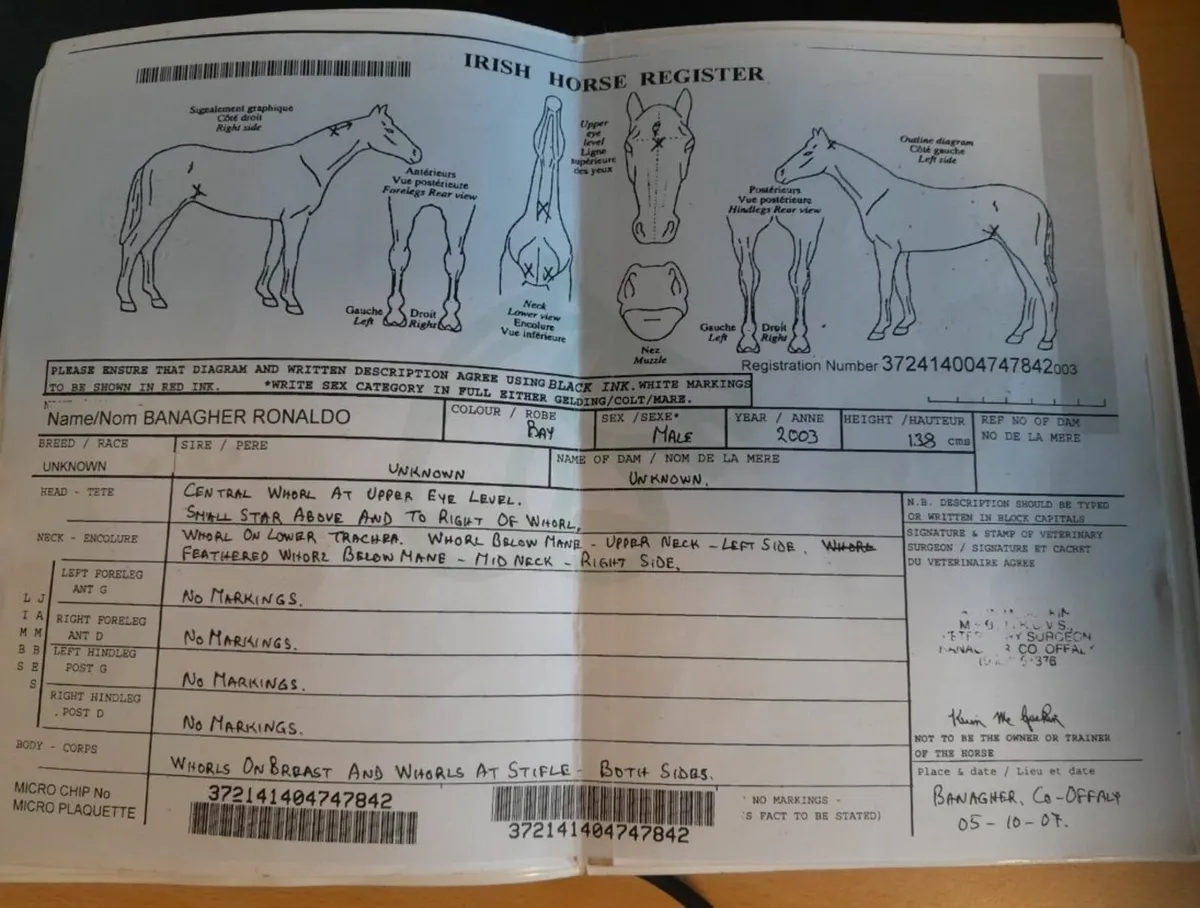 IRISH HORSE REGISTER
Signalement graphique
Côté droit
Right side
Antérieurs
Vue postérieure
Forelegs Rear view
Gauche
Left
Droit
Right
Neck
Lower view
Encolure
Vue inférieure
Upper
eye
level
Ligne
supérieure
des yeux
Nez
Muzzle
Postérieurs
Vue postérieure
Hindlegs Rear view
Gauche
Left
Droit
Right
Outline diagram
Côté gauche
Left side
Registration Number 372414004747842003
PLEASE ENSURE THAT DIAGRAM AND WRITTEN DESCRIPTION AGREE USING BLACK INK. WHITE MARKINGS
TO BE SHOWN IN RED INK. *WRITE SEX CATEGORY IN FULL EITHER GELDING/COLT/MARE.
Name/Nom BANAGHER RONALDO
COLOUR / ROBE
BAY
SEX /SEXE*
MALE
YEAR / ANNE
2003
HEIGHT /HAUTEUR
138 cms
REF NO OF DAM
NO DE LA MERE
BREED / RACE
UNKNOWN
SIRE / PERE
UNKNOWN
NAME OF DAM / NOM DE LA MERE
UNKNOWN.
HEAD - TETE
CENTRAL WHORL AT UPPER EYE LEVEL.
SMALL STAR ABOVE AND TO RIGHT OF WHORL.
NECK - ENCOLURE
WHORL ON LOWER TRACHEA. WHORL BELOW MANE - UPPER NECK - LEFT SIDE. WHORL
FEATHERED WHORL BELOW MANE - MID NECK - RIGHT SIDE.
LIMBS
JAMBES
LEFT FORELEG
ANT G
NO MARKINGS.
RIGHT FORELEG
ANT D
NO MARKINGS.
LEFT HINDLEG
POST G
NO MARKINGS.
RIGHT HINDLEG
. POST D
NO MARKINGS.
BODY - CORPS
WHORLS ON BREAST AND WHORLS AT STIFLE - BOTH SIDES.
MICRO CHIP No
MICRO PLAQUETTE
372141404747842
372141404747842
NO MARKINGS -
'S FACT TO BE STATED)
N.B. DESCRIPTION SHOULD BE TYPED
OR WRITTEN IN BLOCK CAPITALS
SIGNATURE & STAMP OF VETERINARY
SURGEON / SIGNATURE ET CACHET
DU VETERINAIRE AGREE
SURGEON
CO. OFFALY
NOT TO BE THE OWNER OR TRAINER
OF THE HORSE
Place & date / Lieu et date
BANAGHER, CO-OFFALY
05-10-07.